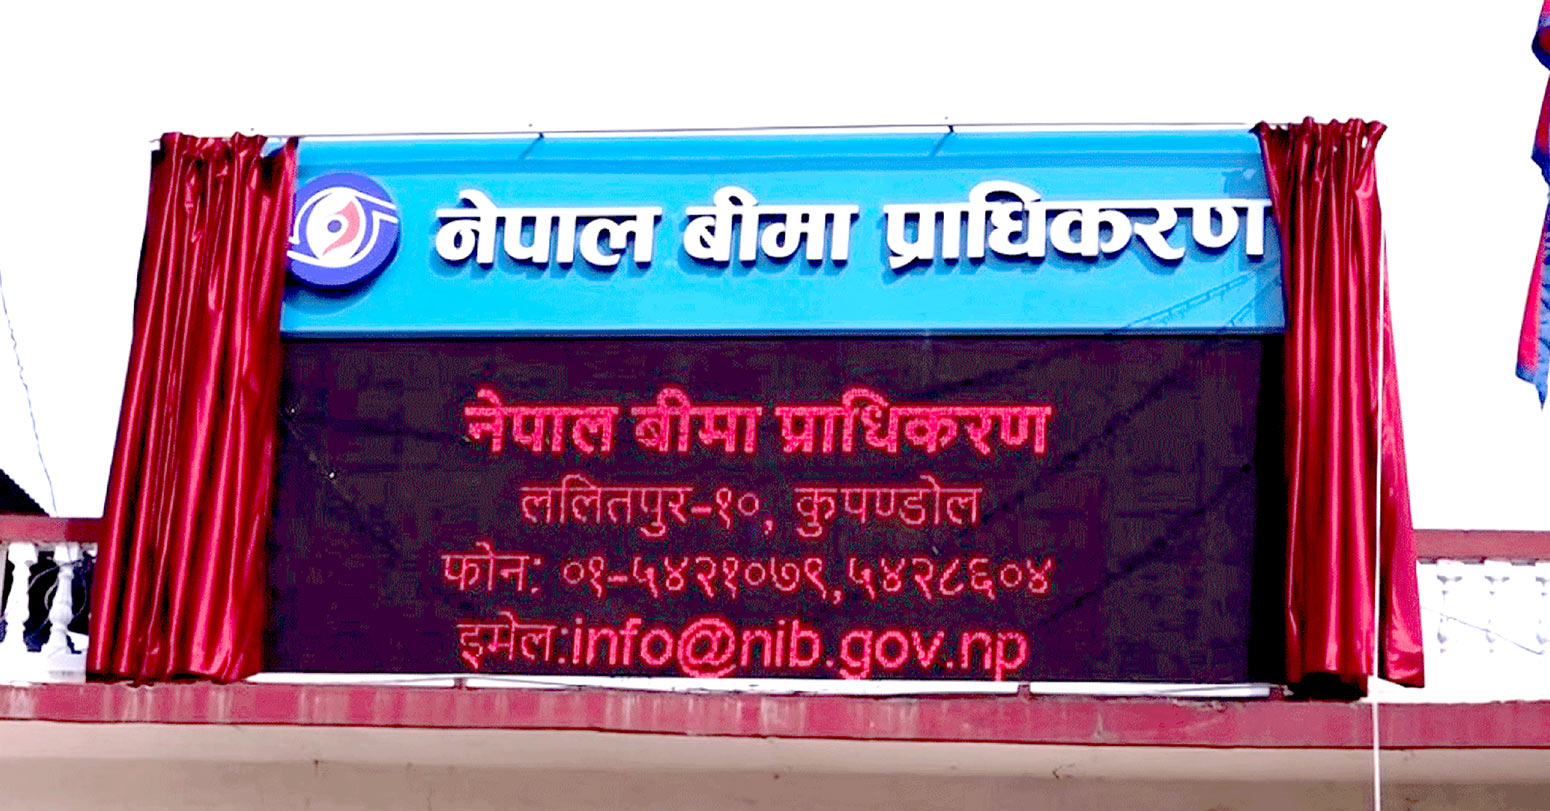 नेपाल बीमा प्राधिकरण
नेपाल बीमा प्राधिकरण
ललितपुर-१०, कुपण्डोल
फोन: ०१-५४२१०७९,५४२८६०४
इमेल:info@nib.gov.np